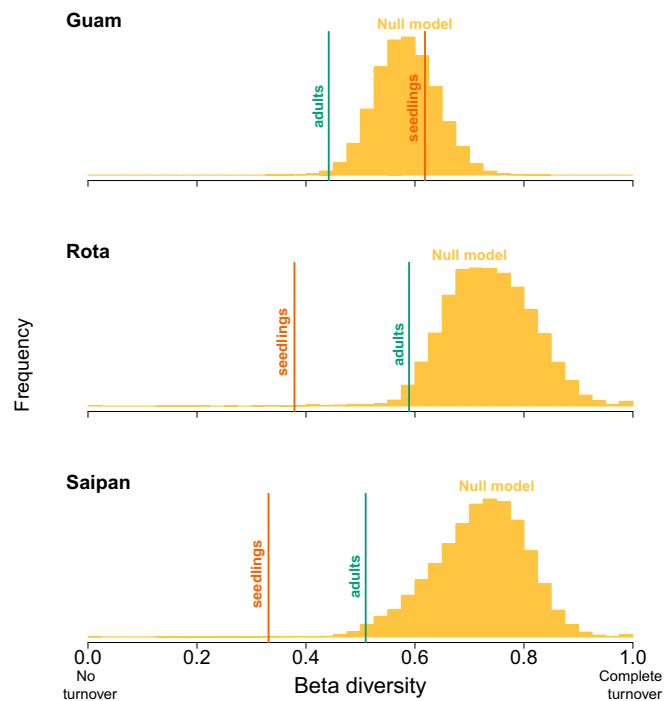 Guam
Null model
adults
seedlings
Rota
Null model
seedlings
adults
Frequency
Saipan
Null model
seedlings
adults
0.0 0.2 0.4 0.6 0.8 1.0
No turnover
Beta diversity
Complete turnover